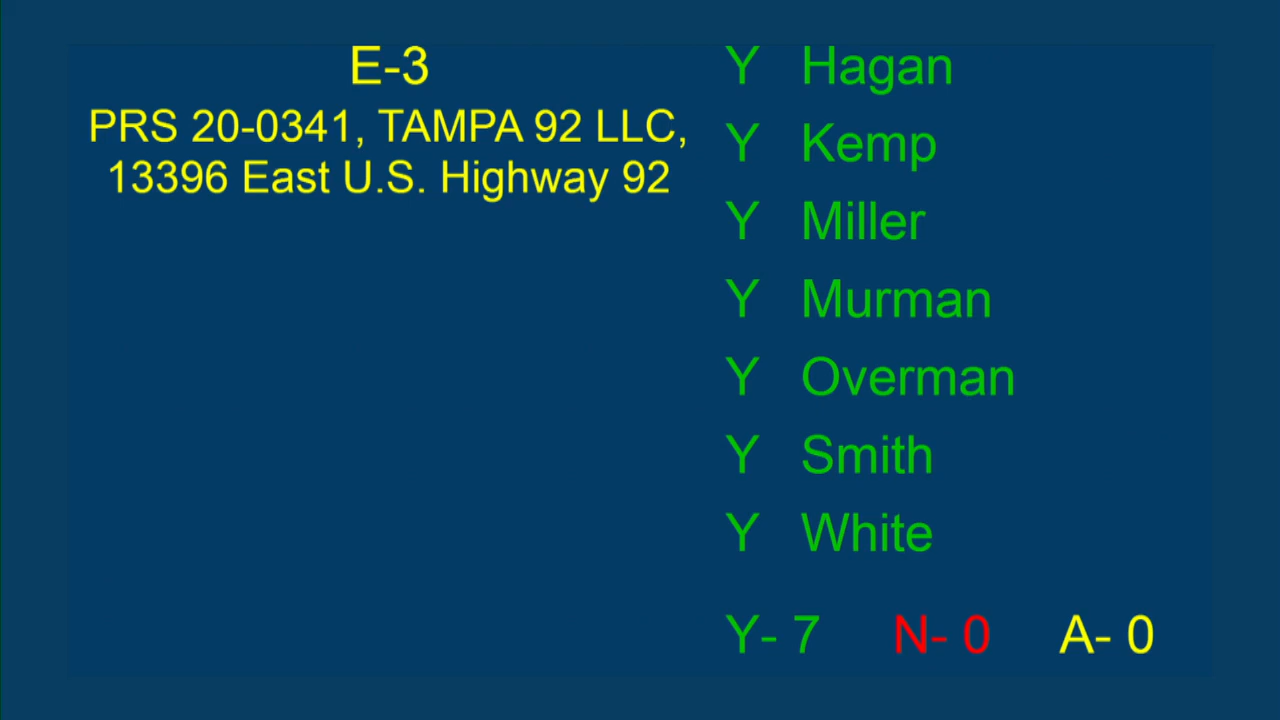 E-3
PRS 20-0341, TAMPA 92 LLC,
13396 East U.S. Highway 92
Y Hagan
Y Kemp
Y Miller
Y Murman
Y Overman
Y Smith
Y White
Y- 7 N- 0 A- 0